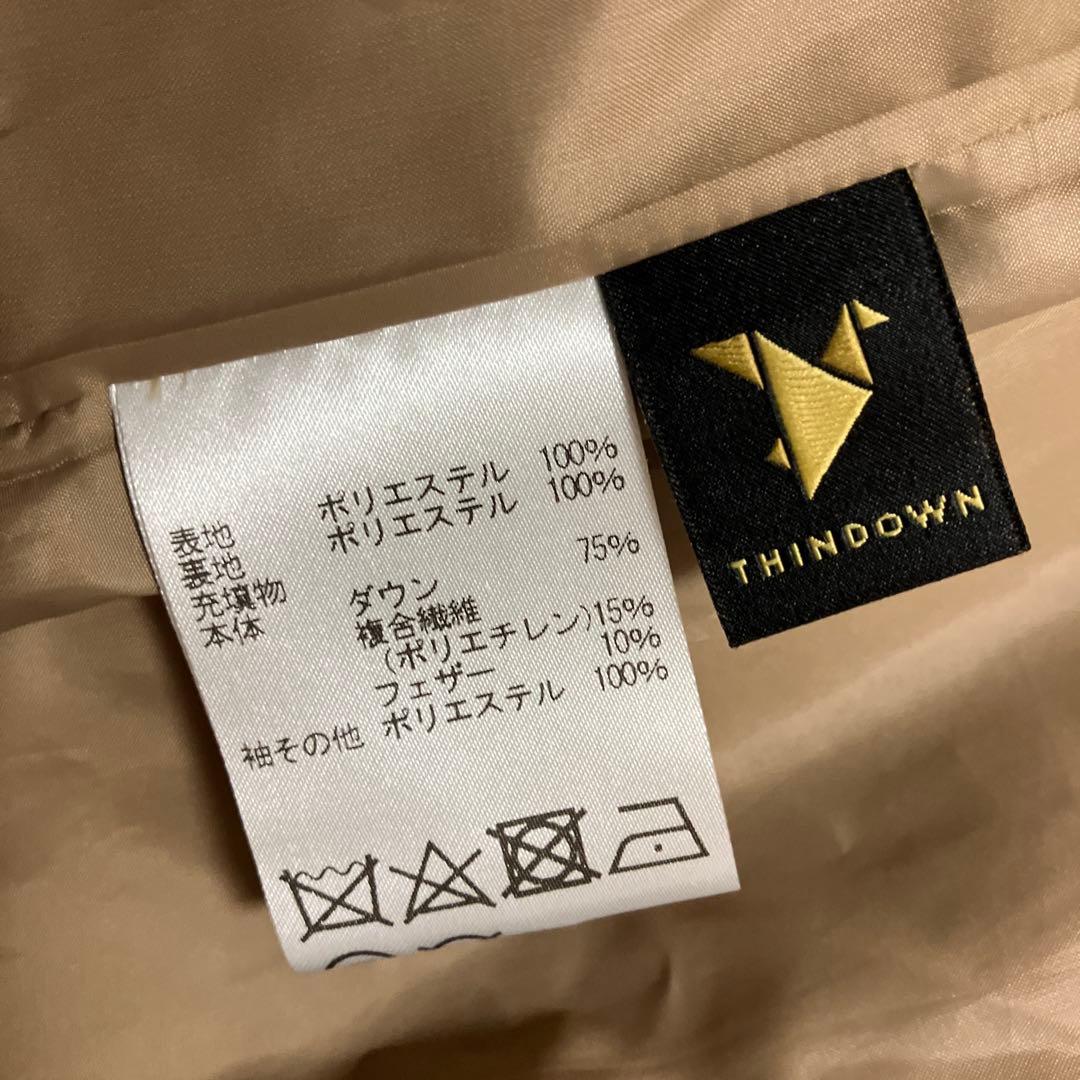 表地 ポリエステル 100%
裏地 ポリエステル 100%
充填物
本体 ダウン 75%
複合繊維
(ポリエチレン)15%
フェザー 10%
袖その他 ポリエステル 100%
THINDOWN